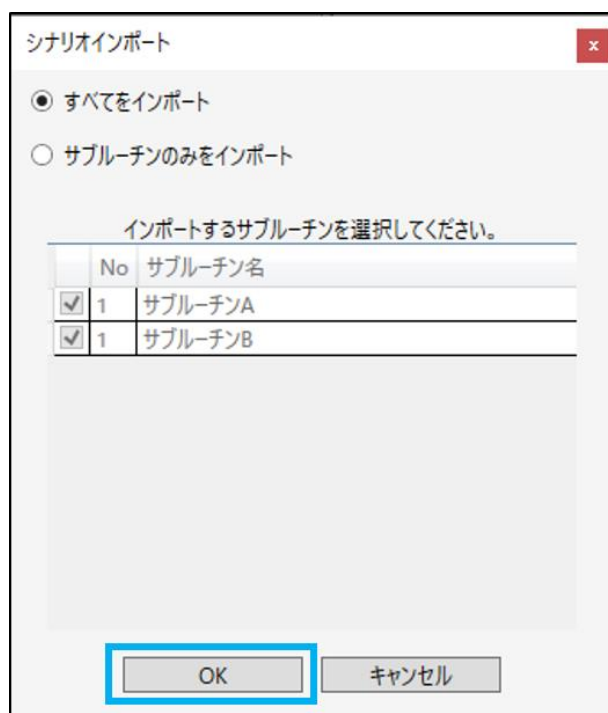 シナリオインポート
x
すべてをインポート
サブルーチンのみをインポート
インポートするサブルーチンを選択してください。
No サブルーチン名
1 サブルーチンA
1 サブルーチンB
OK キャンセル